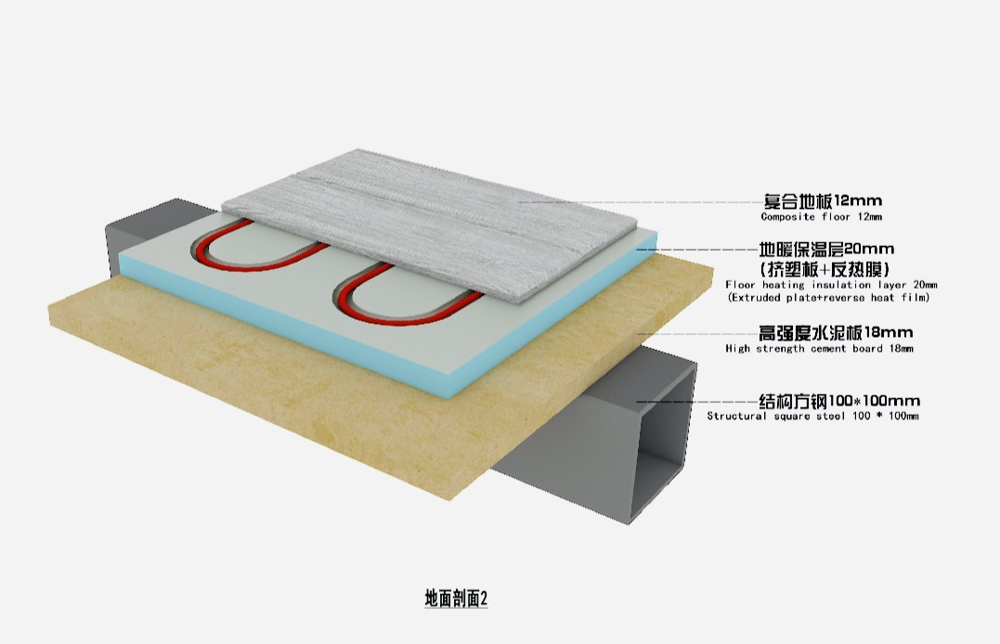 复合地板12mm
Composite floor 12mm
地暖保温层20mm
(挤塑板+反热膜)
Floor heating insulation layer 20mm
(Extruded plate+reverse heat film)
高强度水泥板18mm
High strength cement board 18mm
结构方钢100*100mm
Structural square steel 100 * 100mm
地面剖面2